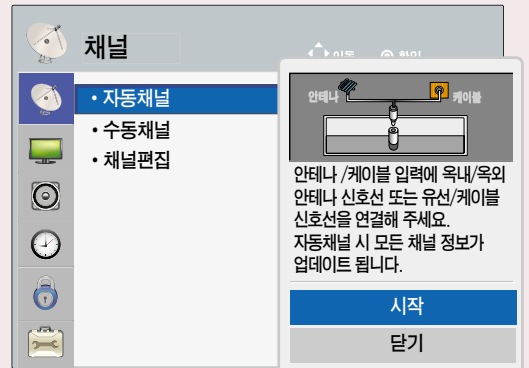 채널
이동 확인
• 자동채널
• 수동채널
• 채널편집
안테나 케이블
안테나 /케이블 입력에 옥내/옥외
안테나 신호선 또는 유선/케이블
신호선을 연결해 주세요.
자동채널 시 모든 채널 정보가
업데이트 됩니다.
시작
닫기